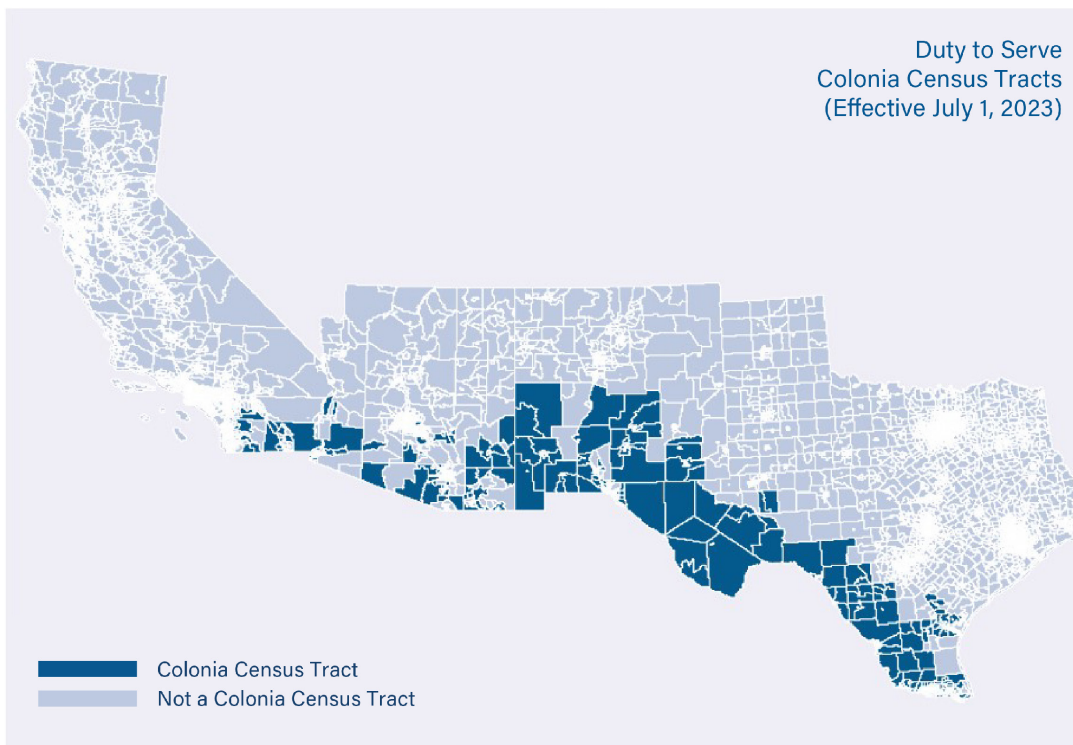 Duty to Serve
Colonia Census Tracts
(Effective July 1, 2023)
Colonia Census Tract
Not a Colonia Census Tract